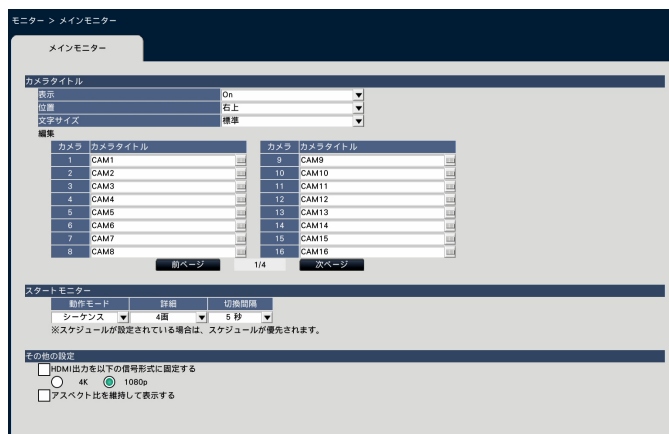 モニター > メインモニター
メインモニター
カメラタイトル
表示 On
位置 右上
文字サイズ 標準
編集
カメラ カメラタイトル カメラ カメラタイトル
1 CAM1 9 CAM9
2 CAM2 10 CAM10
3 CAM3 11 CAM11
4 CAM4 12 CAM12
5 CAM5 13 CAM13
6 CAM6 14 CAM14
7 CAM7 15 CAM15
8 CAM8 16 CAM16
前ページ 1/4 次ページ
スタートモニター
動作モード 詳細 切換間隔
シーケンス 4画 5 秒
※スケジュールが設定されている場合は、スケジュールが優先されます。
その他の設定
HDMI出力を以下の信号形式に固定する
4K 1080p
アスペクト比を維持して表示する